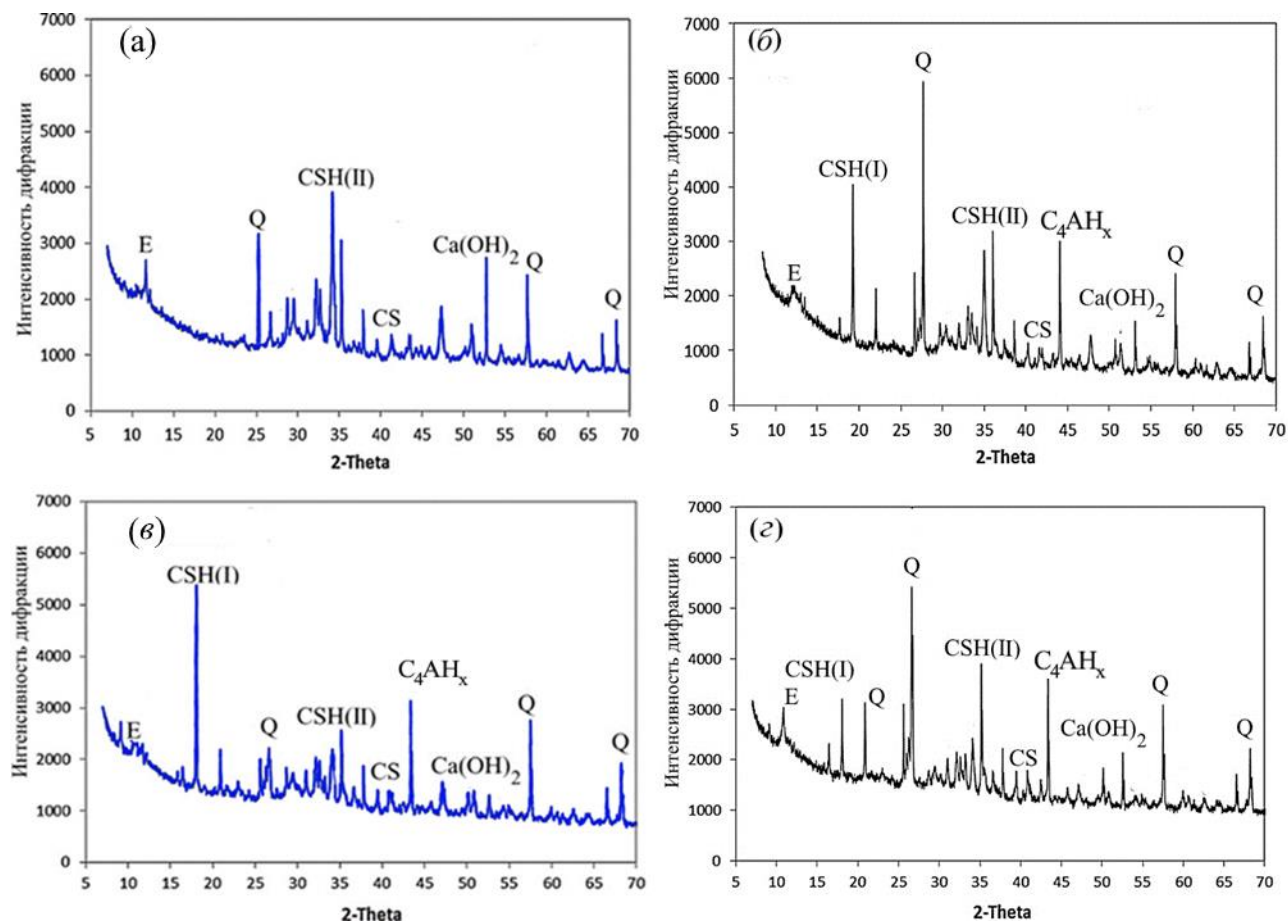 (а)
7000
6000
5000
4000
3000
2000
1000
0
Интенсивность дифракции
E
Q
CSH(II)
CS
Ca(OH)₂
Q
Q
5 10 15 20 25 30 35 40 45 50 55 60 65 70
2-Theta
(б)
7000
6000
5000
4000
3000
2000
1000
0
Интенсивность дифракции
E
CSH(I)
Q
CSH(II)
CS
C₄AHₓ
Ca(OH)₂
Q
Q
5 10 15 20 25 30 35 40 45 50 55 60 65 70
2-Theta
(в)
7000
6000
5000
4000
3000
2000
1000
0
Интенсивность дифракции
E
CSH(I)
Q
CSH(II)
CS
C₄AHₓ
Ca(OH)₂
Q
Q
5 10 15 20 25 30 35 40 45 50 55 60 65 70
2-Theta
(г)
7000
6000
5000
4000
3000
2000
1000
0
Интенсивность дифракции
E
CSH(I)
Q
Q
CSH(II)
CS
C₄AHₓ
Ca(OH)₂
Q
Q
5 10 15 20 25 30 35 40 45 50 55 60 65 70
2-Theta